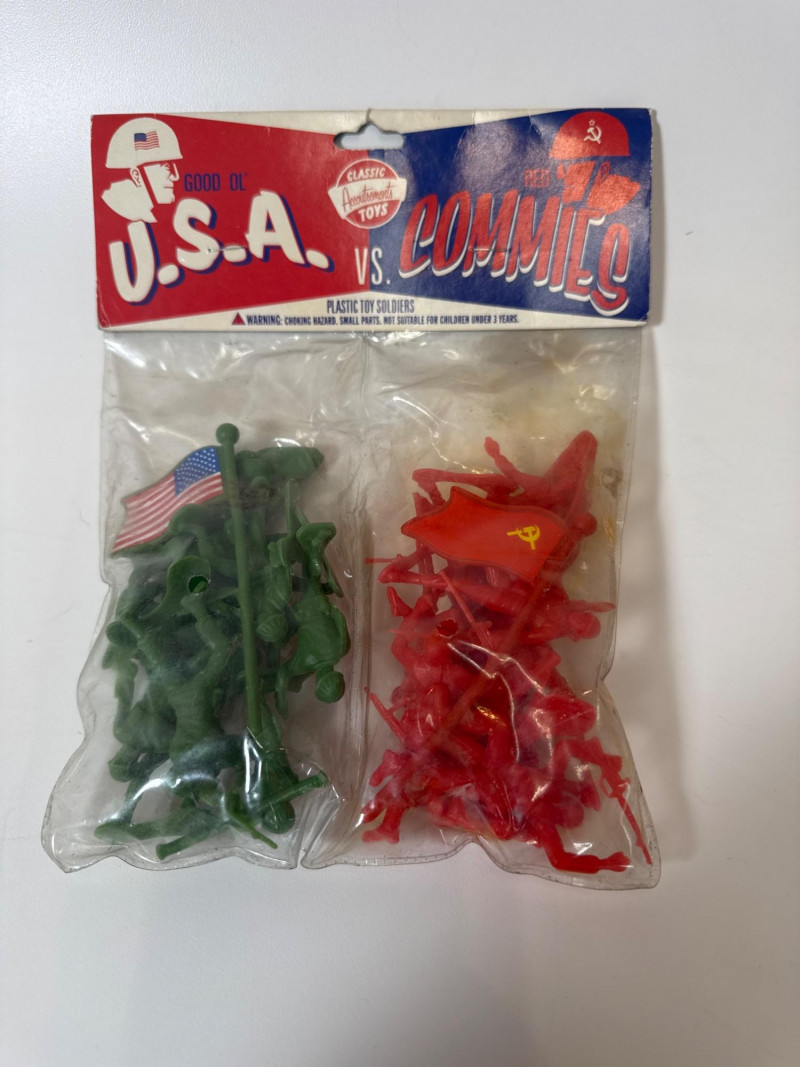 GOOD OL'
U.S.A.
CLASSIC
Accoutrements
TOYS
VS.
RED
COMMIES
PLASTIC TOY SOLDIERS
WARNING: CHOKING HAZARD. SMALL PARTS. NOT SUITABLE FOR CHILDREN UNDER 3 YEARS.